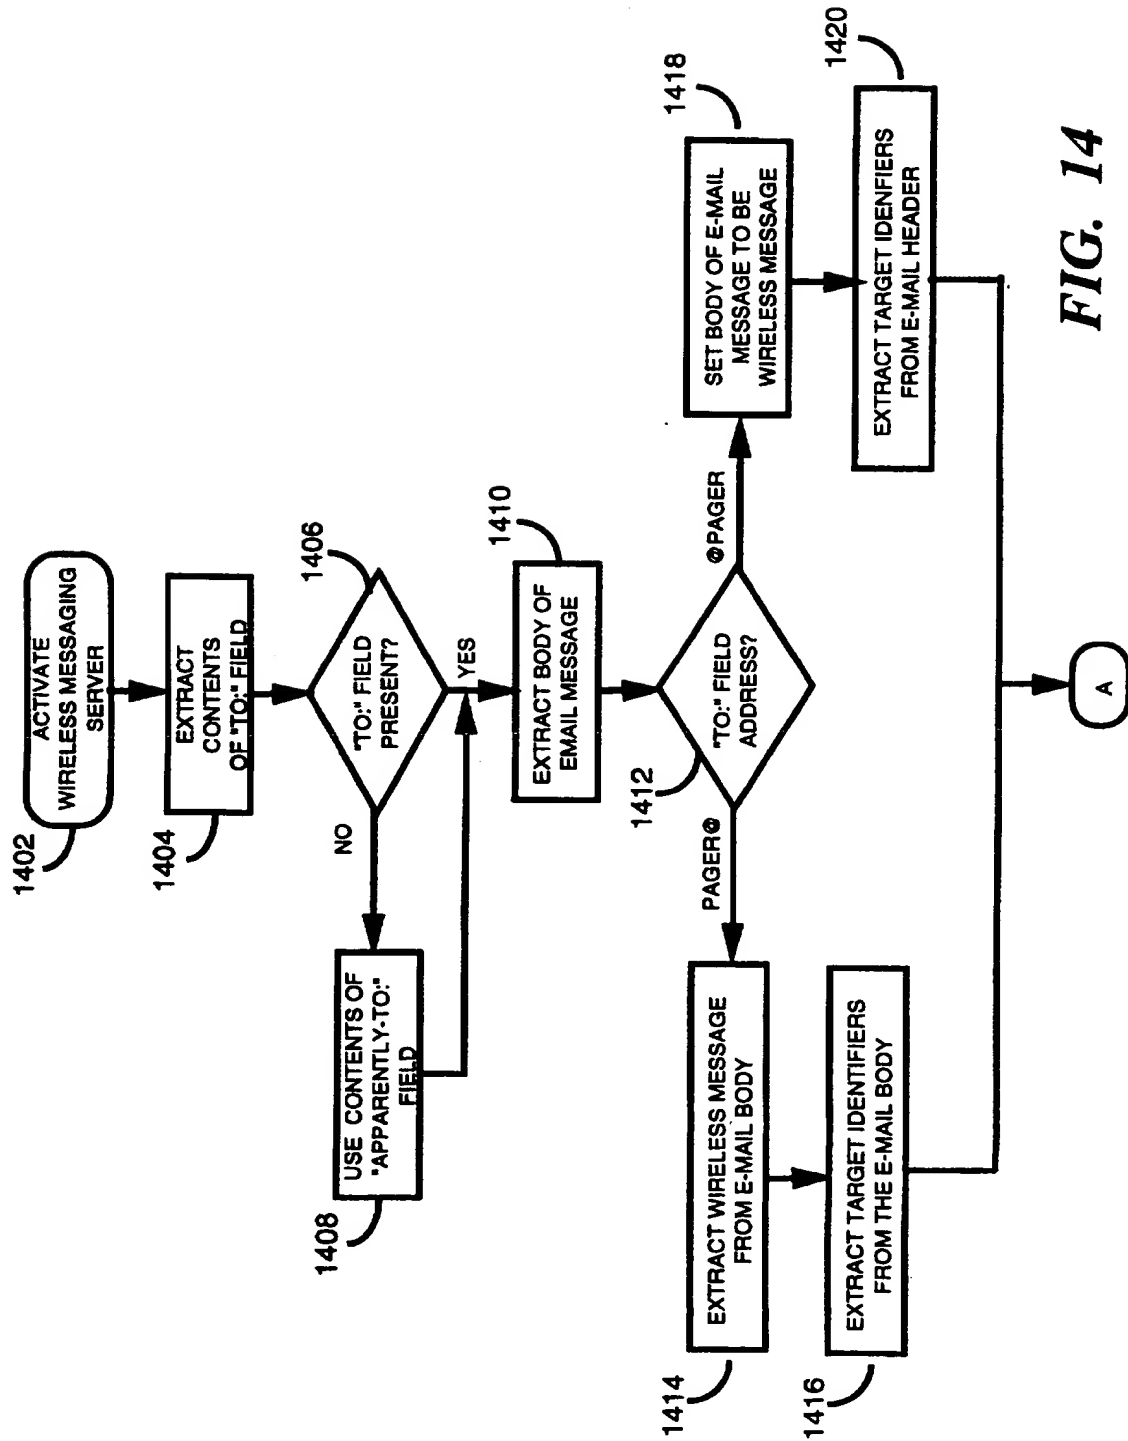 1402
ACTIVATE
WIRELESS MESSAGING
SERVER
1404
EXTRACT
CONTENTS
OF "TO:" FIELD
1406
"TO:" FIELD
PRESENT?
NO
YES
1408
USE CONTENTS OF
"APPARENTLY-TO:"
FIELD
1410
EXTRACT BODY OF
EMAIL MESSAGE
1412
"TO:" FIELD
ADDRESS?
PAGER@
@PAGER
1414
EXTRACT WIRELESS MESSAGE
FROM E-MAIL BODY
1418
SET BODY OF E-MAIL
MESSAGE TO BE
WIRELESS MESSAGE
1416
EXTRACT TARGET IDENTIFIERS
FROM THE E-MAIL BODY
1420
EXTRACT TARGET IDENFIERS
FROM E-MAIL HEADER
A
FIG. 14